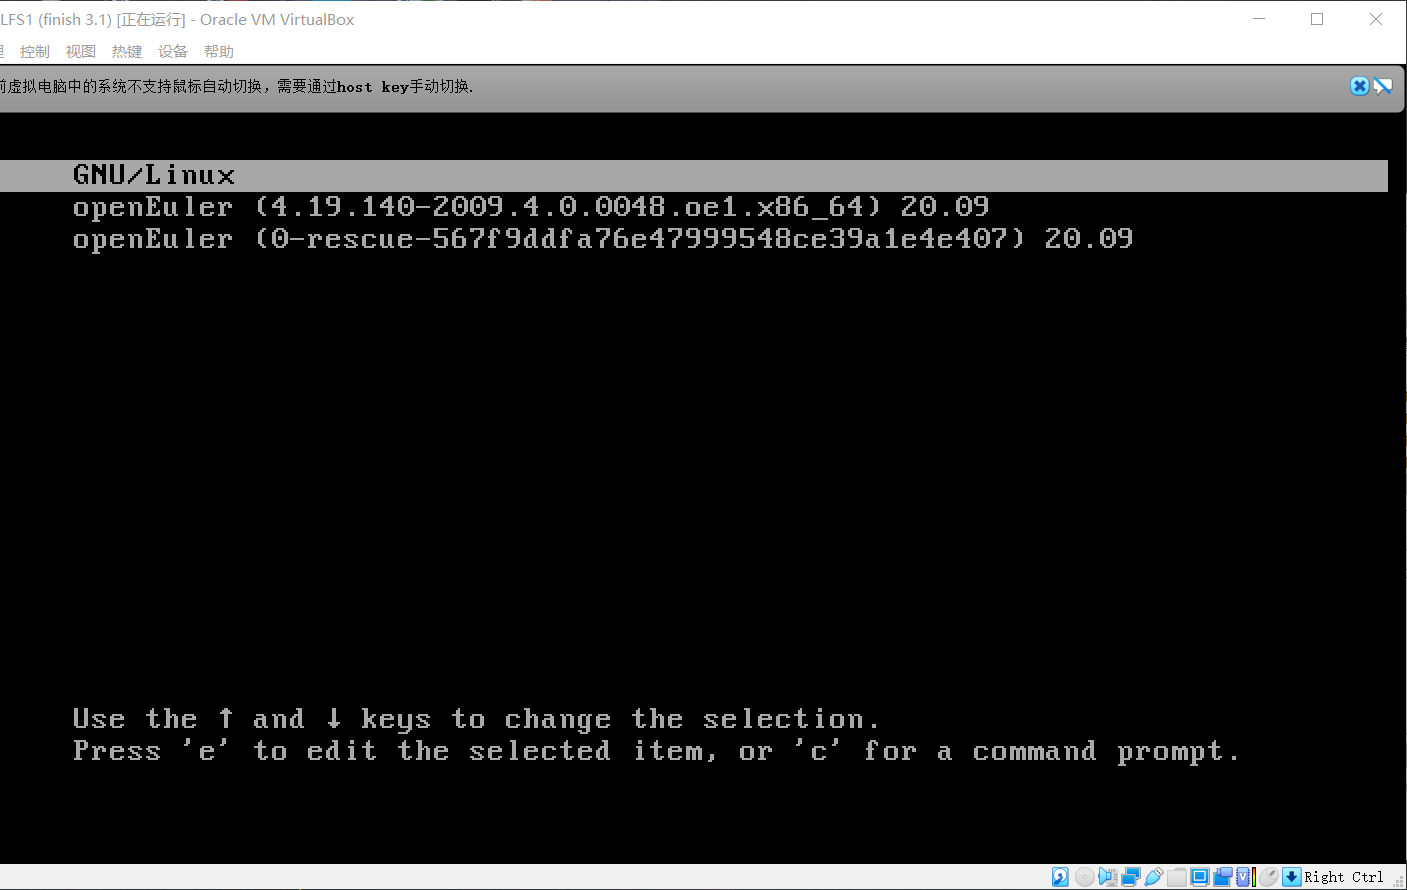 LFS1 (finish 3.1) [正在运行] - Oracle VM VirtualBox
控制 视图 热键 设备 帮助
前虚拟电脑中的系统不支持鼠标自动切换，需要通过host key手动切换.
GNU/Linux
openEuler (4.19.140-2009.4.0.0048.oe1.x86_64) 20.09
openEuler (0-rescue-567f9ddfa76e47999548ce39a1e4e407) 20.09
Use the ↑ and ↓ keys to change the selection.
Press 'e' to edit the selected item, or 'c' for a command prompt.
Right Ctrl